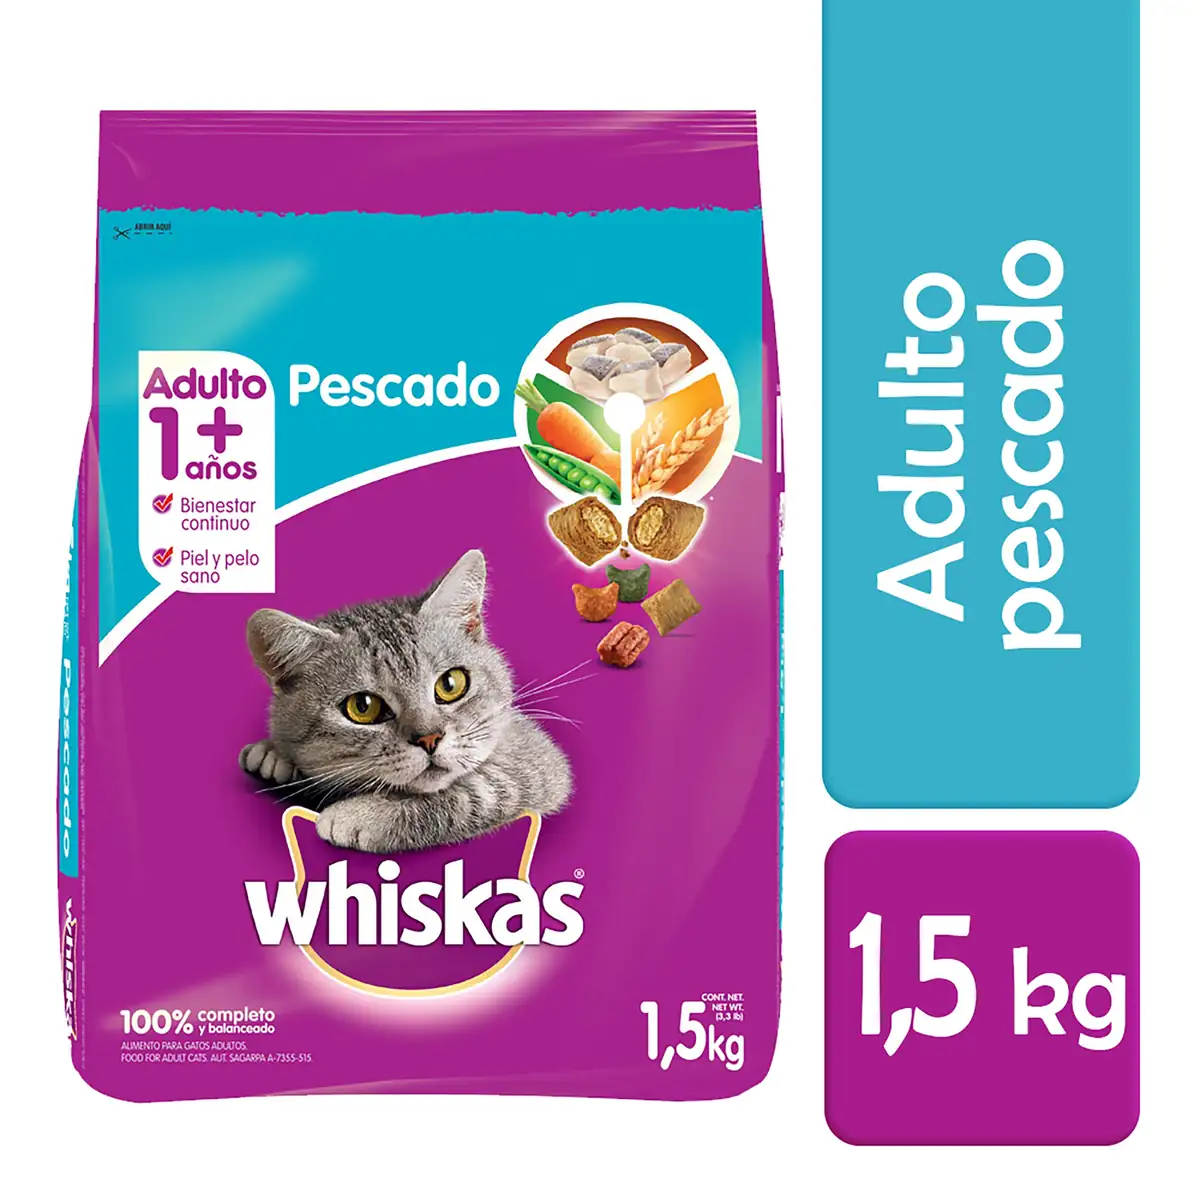 ABRIR AQUÍ
Adulto
1+
años
Bienestar
continuo
Piel y pelo
sano
Pescado
Pescado
whiskas®
100% completo
y balanceado
ALIMENTO PARA GATOS ADULTOS.
FOOD FOR ADULT CATS. AUT. SAGARPA A-7355-515.
CONT. NET.
NET WT.
(3,3 lb)
1,5kg
Adulto
pescado
1,5 kg